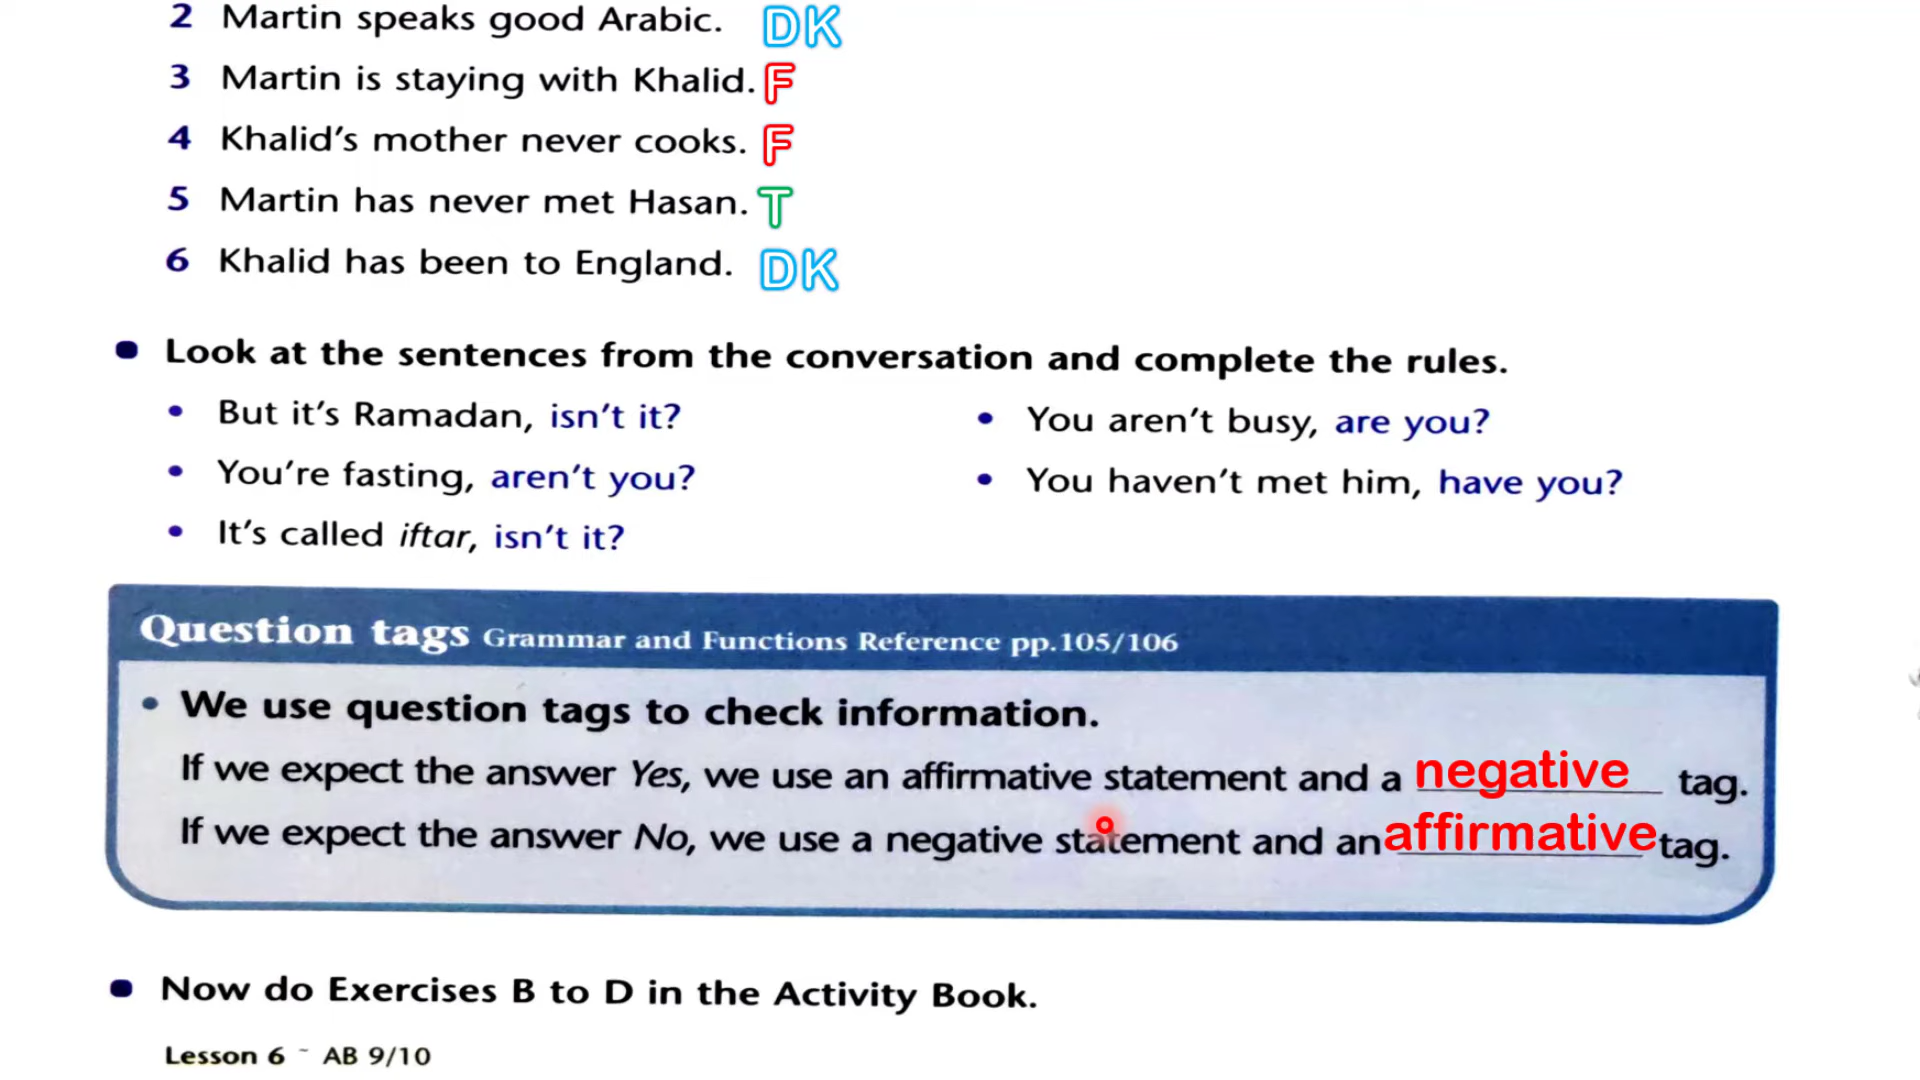 2 Martin speaks good Arabic. DK
3 Martin is staying with Khalid. F
4 Khalid's mother never cooks. F
5 Martin has never met Hasan. T
6 Khalid has been to England. DK
• Look at the sentences from the conversation and complete the rules.
• But it's Ramadan, isn't it?
• You're fasting, aren't you?
• It's called iftar, isn't it?
• You aren't busy, are you?
• You haven't met him, have you?
Question tags Grammar and Functions Reference pp.105/106
• We use question tags to check information.
If we expect the answer Yes, we use an affirmative statement and a negative tag.
If we expect the answer No, we use a negative statement and an affirmative tag.
• Now do Exercises B to D in the Activity Book.
Lesson 6 ~ AB 9/10